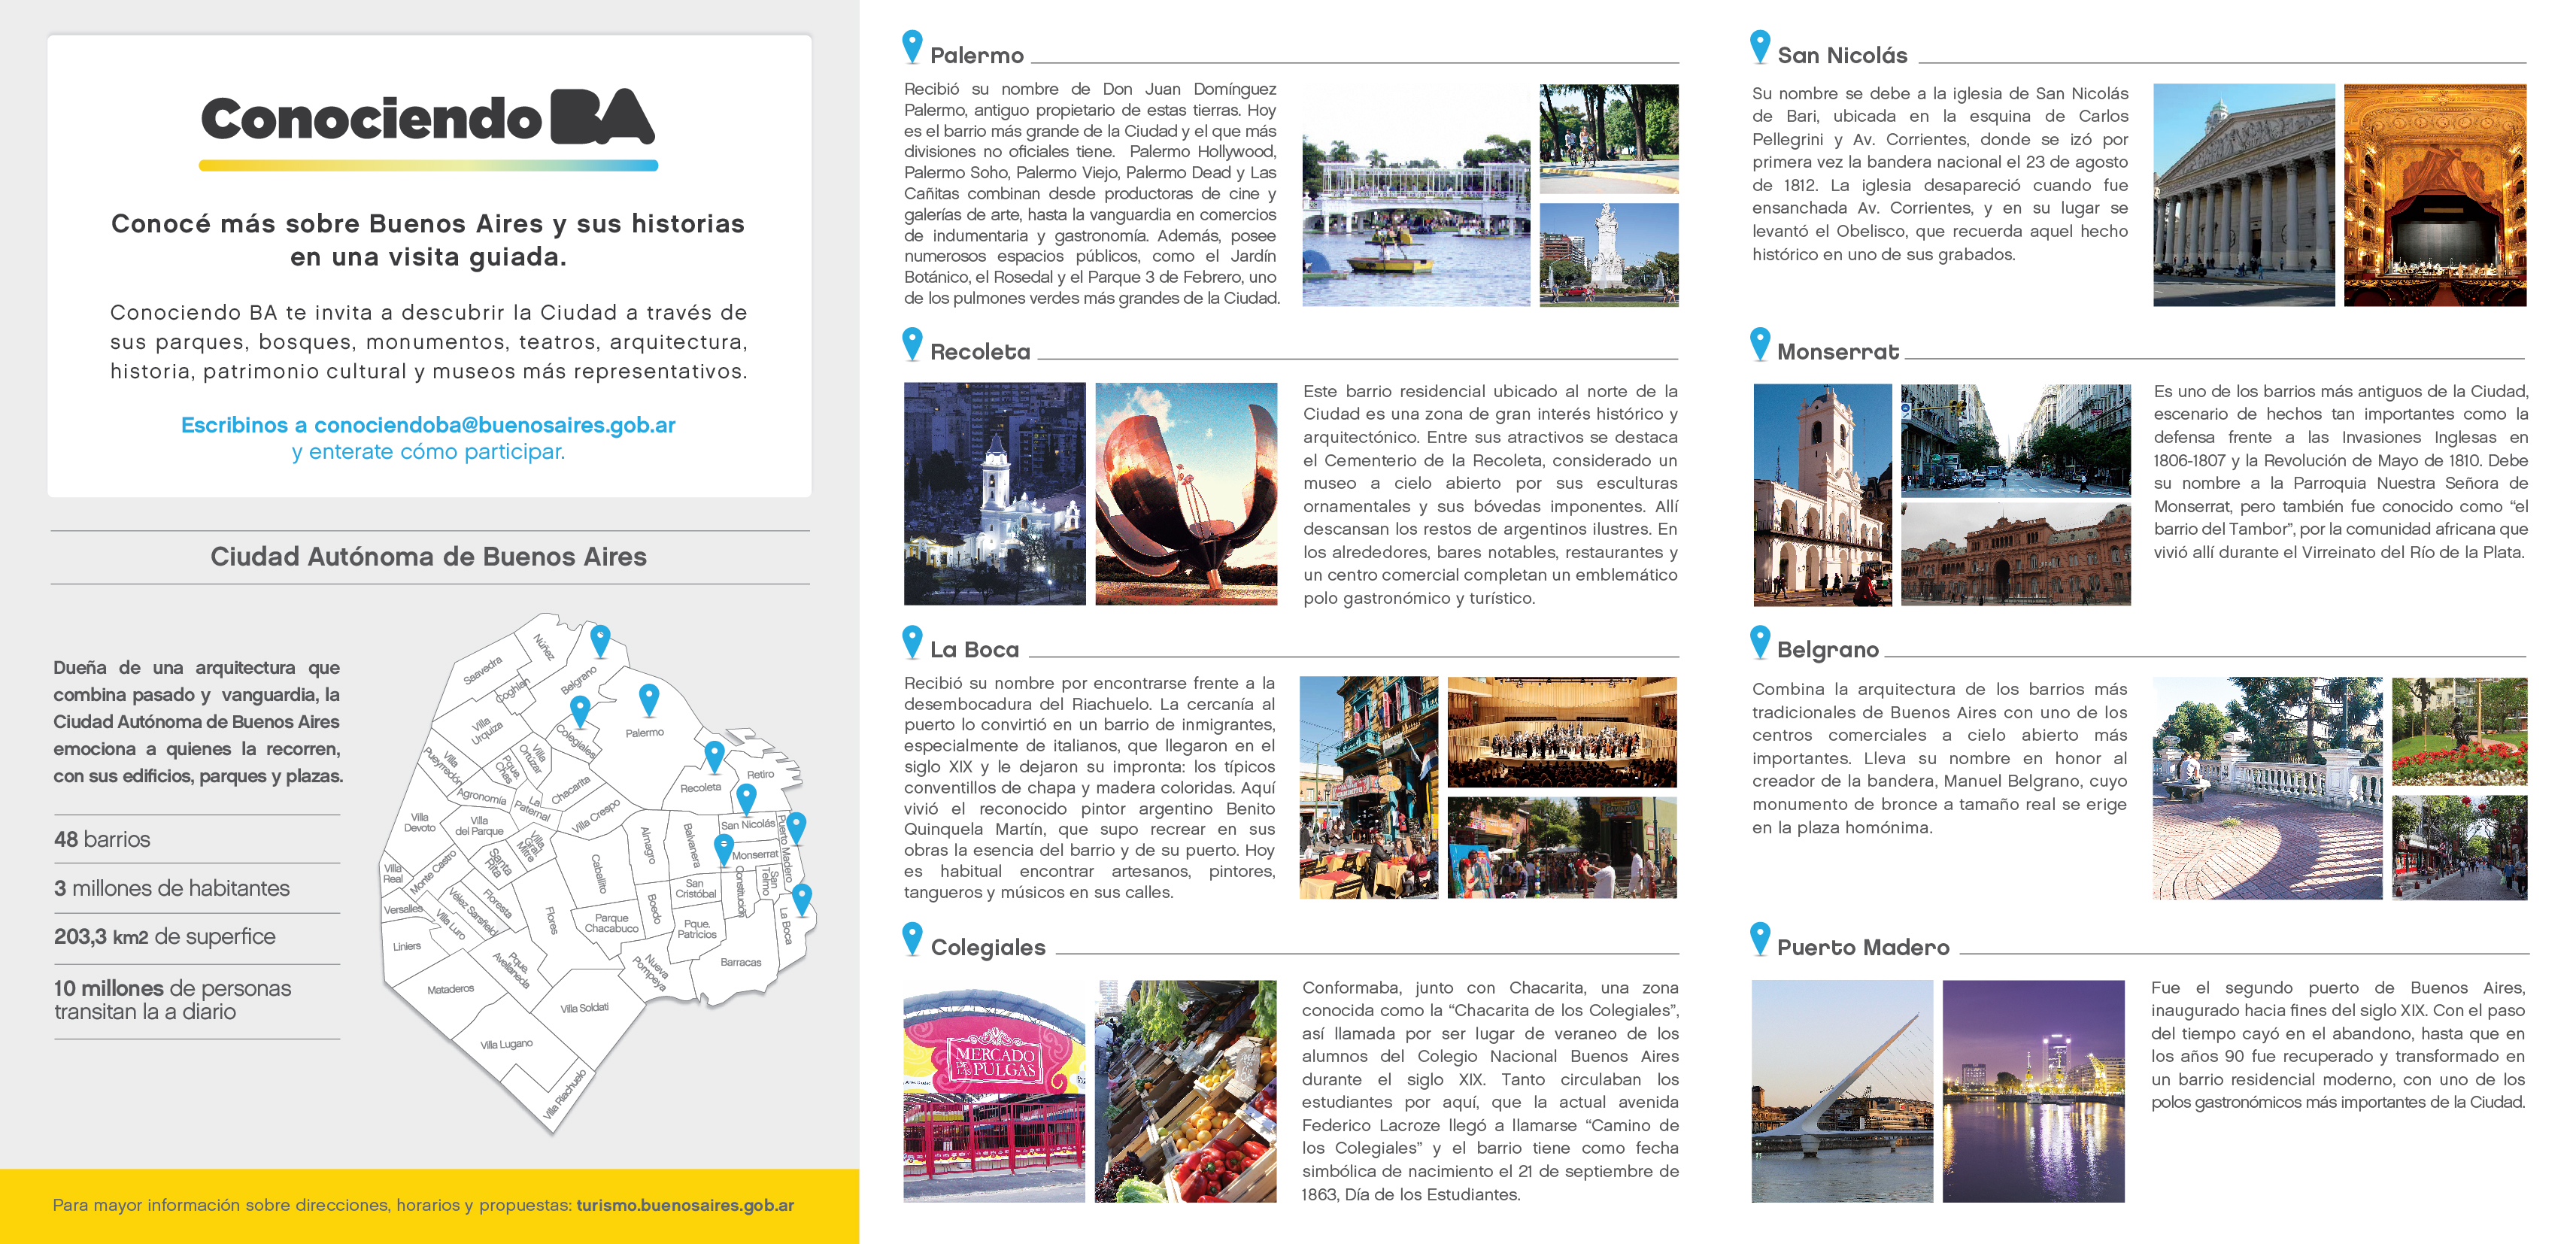 Conociendo BA
Conocé más sobre Buenos Aires y sus historias
en una visita guiada.
Conociendo BA te invita a descubrir la Ciudad a través de
sus parques, bosques, monumentos, teatros, arquitectura,
historia, patrimonio cultural y museos más representativos.
Escribinos a conociendoba@buenosaires.gob.ar
y enterate cómo participar.
Ciudad Autónoma de Buenos Aires
Dueña de una arquitectura que
combina pasado y vanguardia, la
Ciudad Autónoma de Buenos Aires
emociona a quienes la recorren,
con sus edificios, parques y plazas.
48 barrios
3 millones de habitantes
203,3 km2 de superfice
10 millones de personas
transitan la a diario
Núñez
Saavedra
Coghlan
Belgrano
Villa
Urquiza
Villa
Pueyrredón
Villa
Ortúzar
Pque.
Chas
Colegiales
Palermo
Agronomía
La
Paternal
Chacarita
Villa Crespo
Recoleta
Retiro
Villa
Devoto
Villa
del Parque
Villa
Gral.
Mitre
Almagro
Balvanera
San Nicolás
Puerto Madero
Monserrat
Villa
Real
Monte Castro
Santa
Rita
Caballito
San
Cristóbal
Constitución
San
Telmo
Versalles
Villa Luro
Vélez Sarsfield
Floresta
Flores
Parque
Chacabuco
Boedo
Pque.
Patricios
La Boca
Liniers
Pque.
Avellaneda
Nueva
Pompeya
Barracas
Mataderos
Villa Soldati
Villa Lugano
Villa Riachuelo
Para mayor información sobre direcciones, horarios y propuestas: turismo.buenosaires.gob.ar
Palermo
Recibió su nombre de Don Juan Domínguez
Palermo, antiguo propietario de estas tierras. Hoy
es el barrio más grande de la Ciudad y el que más
divisiones no oficiales tiene. Palermo Hollywood,
Palermo Soho, Palermo Viejo, Palermo Dead y Las
Cañitas combinan desde productoras de cine y
galerías de arte, hasta la vanguardia en comercios
de indumentaria y gastronomía. Además, posee
numerosos espacios públicos, como el Jardín
Botánico, el Rosedal y el Parque 3 de Febrero, uno
de los pulmones verdes más grandes de la Ciudad.
Recoleta
Este barrio residencial ubicado al norte de la
Ciudad es una zona de gran interés histórico y
arquitectónico. Entre sus atractivos se destaca
el Cementerio de la Recoleta, considerado un
museo a cielo abierto por sus esculturas
ornamentales y sus bóvedas imponentes. Allí
descansan los restos de argentinos ilustres. En
los alrededores, bares notables, restaurantes y
un centro comercial completan un emblemático
polo gastronómico y turístico.
La Boca
Recibió su nombre por encontrarse frente a la
desembocadura del Riachuelo. La cercanía al
puerto lo convirtió en un barrio de inmigrantes,
especialmente de italianos, que llegaron en el
siglo XIX y le dejaron su impronta: los típicos
conventillos de chapa y madera coloridas. Aquí
vivió el reconocido pintor argentino Benito
Quinquela Martín, que supo recrear en sus
obras la esencia del barrio y de su puerto. Hoy
es habitual encontrar artesanos, pintores,
tangueros y músicos en sus calles.
Colegiales
MERCADO
DE LAS PULGAS
Conformaba, junto con Chacarita, una zona
conocida como la “Chacarita de los Colegiales”,
así llamada por ser lugar de veraneo de los
alumnos del Colegio Nacional Buenos Aires
durante el siglo XIX. Tanto circulaban los
estudiantes por aquí, que la actual avenida
Federico Lacroze llegó a llamarse “Camino de
los Colegiales” y el barrio tiene como fecha
simbólica de nacimiento el 21 de septiembre de
1863, Día de los Estudiantes.
San Nicolás
Su nombre se debe a la iglesia de San Nicolás
de Bari, ubicada en la esquina de Carlos
Pellegrini y Av. Corrientes, donde se izó por
primera vez la bandera nacional el 23 de agosto
de 1812. La iglesia desapareció cuando fue
ensanchada Av. Corrientes, y en su lugar se
levantó el Obelisco, que recuerda aquel hecho
histórico en uno de sus grabados.
Monserrat
Es uno de los barrios más antiguos de la Ciudad,
escenario de hechos tan importantes como la
defensa frente a las Invasiones Inglesas en
1806-1807 y la Revolución de Mayo de 1810. Debe
su nombre a la Parroquia Nuestra Señora de
Monserrat, pero también fue conocido como “el
barrio del Tambor”, por la comunidad africana que
vivió allí durante el Virreinato del Río de la Plata.
Belgrano
Combina la arquitectura de los barrios más
tradicionales de Buenos Aires con uno de los
centros comerciales a cielo abierto más
importantes. Lleva su nombre en honor al
creador de la bandera, Manuel Belgrano, cuyo
monumento de bronce a tamaño real se erige
en la plaza homónima.
Puerto Madero
Fue el segundo puerto de Buenos Aires,
inaugurado hacia fines del siglo XIX. Con el paso
del tiempo cayó en el abandono, hasta que en
los años 90 fue recuperado y transformado en
un barrio residencial moderno, con uno de los
polos gastronómicos más importantes de la Ciudad.